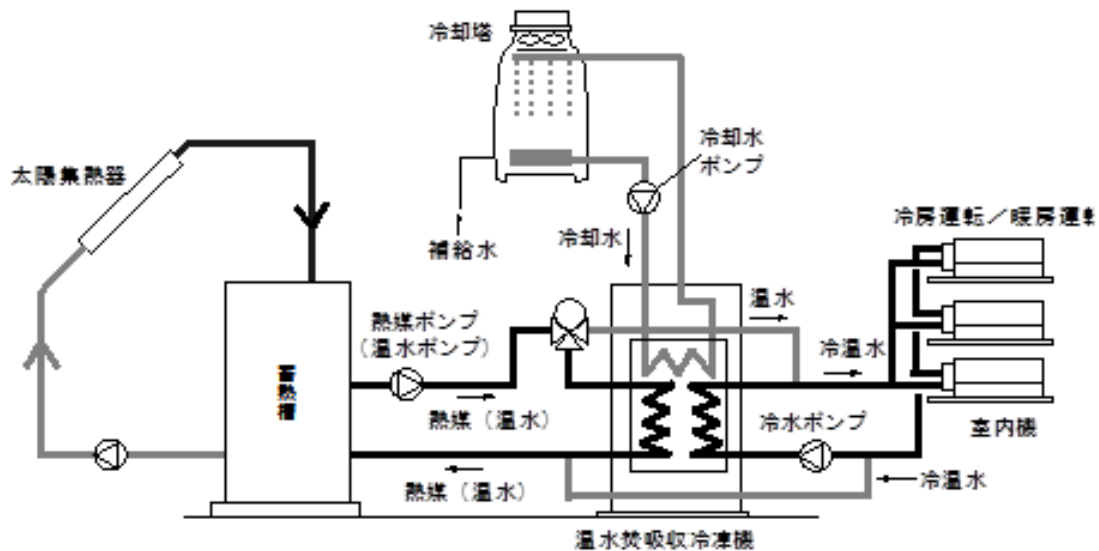 冷却塔
冷却水
ポンプ
太陽集熱器
冷房運転／暖房運転
補給水
冷却水
温水
熱媒ポンプ
（温水ポンプ）
冷温水
蓄熱槽
熱媒（温水）
冷水ポンプ
室内機
熱媒（温水）
冷温水
温水焚吸収冷凍機